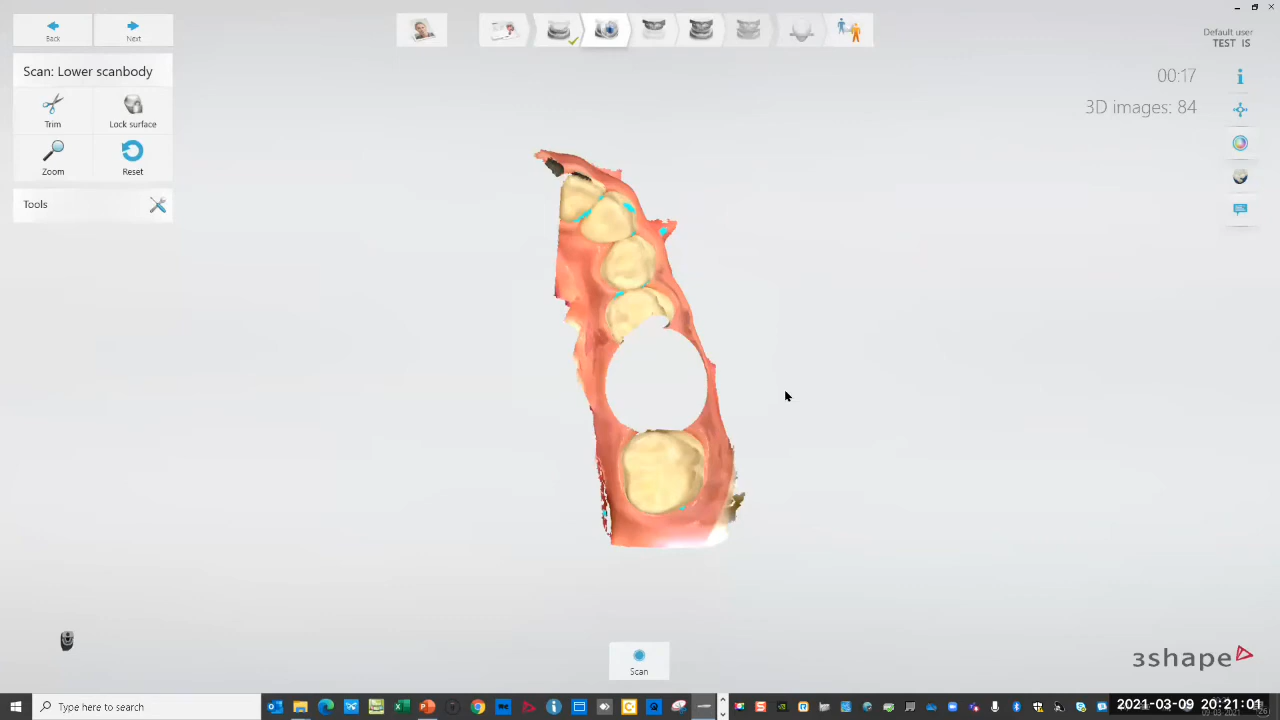 Back
Next
Default user
TEST IS
Scan: Lower scanbody
Trim
Lock surface
Zoom
Reset
Tools
00:17
3D images: 84
Scan
3shape
Type here to search
2021-03-09 20:21:01